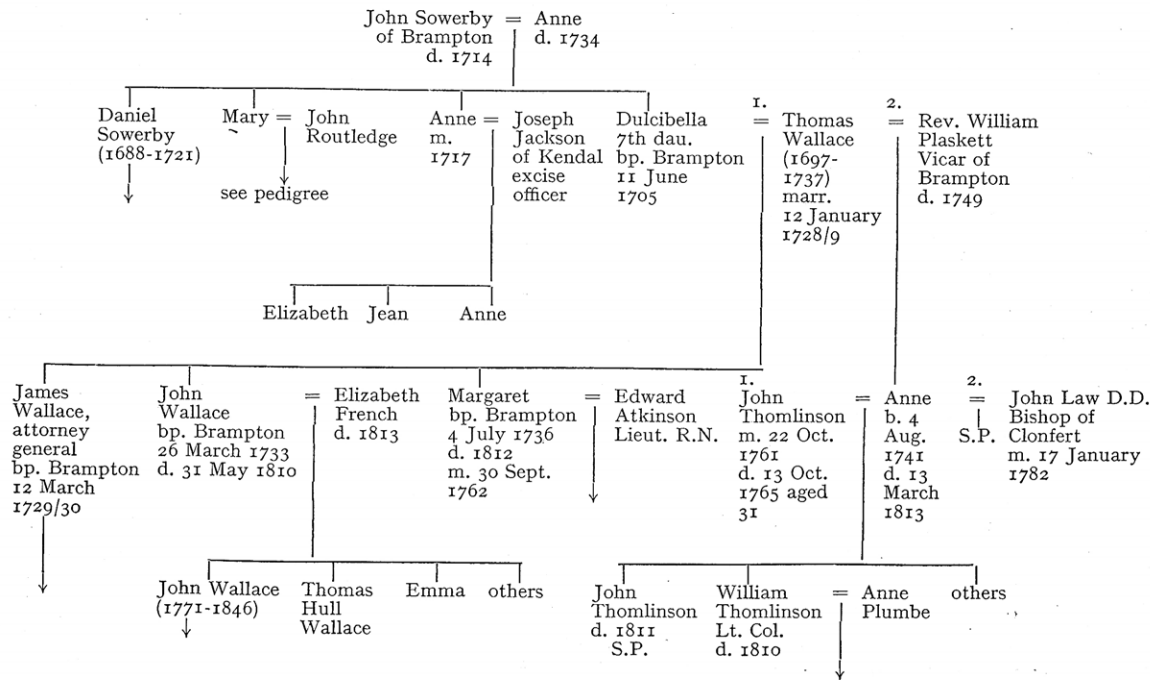 John Sowerby = Anne
of Brampton d. 1734
d. 1714
Daniel
Sowerby
(1688-1721)
Mary = John
Routledge
see pedigree
Anne =
m.
1717
Joseph
Jackson
of Kendal
excise
officer
Dulcibella
7th dau.
bp. Brampton
11 June
1705
1.
= Thomas
Wallace
(1697-
1737)
marr.
12 January
1728/9
2.
= Rev. William
Plaskett
Vicar of
Brampton
d. 1749
Elizabeth Jean Anne
James
Wallace,
attorney
general
bp. Brampton
12 March
1729/30
John
Wallace
bp. Brampton
26 March 1733
d. 31 May 1810
= Elizabeth
French
d. 1813
Margaret
bp. Brampton
4 July 1736
d. 1812
m. 30 Sept.
1762
= Edward
Atkinson
Lieut. R.N.
1.
John
Thomlinson
m. 22 Oct.
1761
d. 13 Oct.
1765 aged
31
= Anne
b. 4
Aug.
1741
d. 13
March
1813
2.
=
S.P.
John Law D.D.
Bishop of
Clonfert
m. 17 January
1782
John Wallace
(1771-1846)
Thomas
Hull
Wallace
Emma others
John
Thomlinson
d. 1811
S.P.
William
Thomlinson
Lt. Col.
d. 1810
= Anne
Plumbe
others